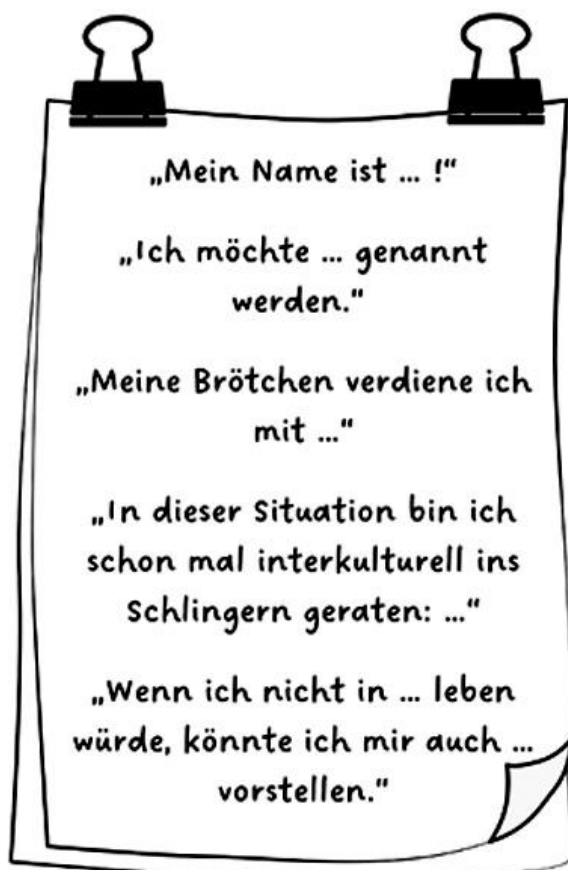 „Mein Name ist ... !“
„Ich möchte ... genannt
werden.“
„Meine Brötchen verdiene ich
mit ...“
„In dieser Situation bin ich
schon mal interkulturell ins
Schlingern geraten: ...“
„Wenn ich nicht in ... leben
würde, könnte ich mir auch ...
vorstellen.“